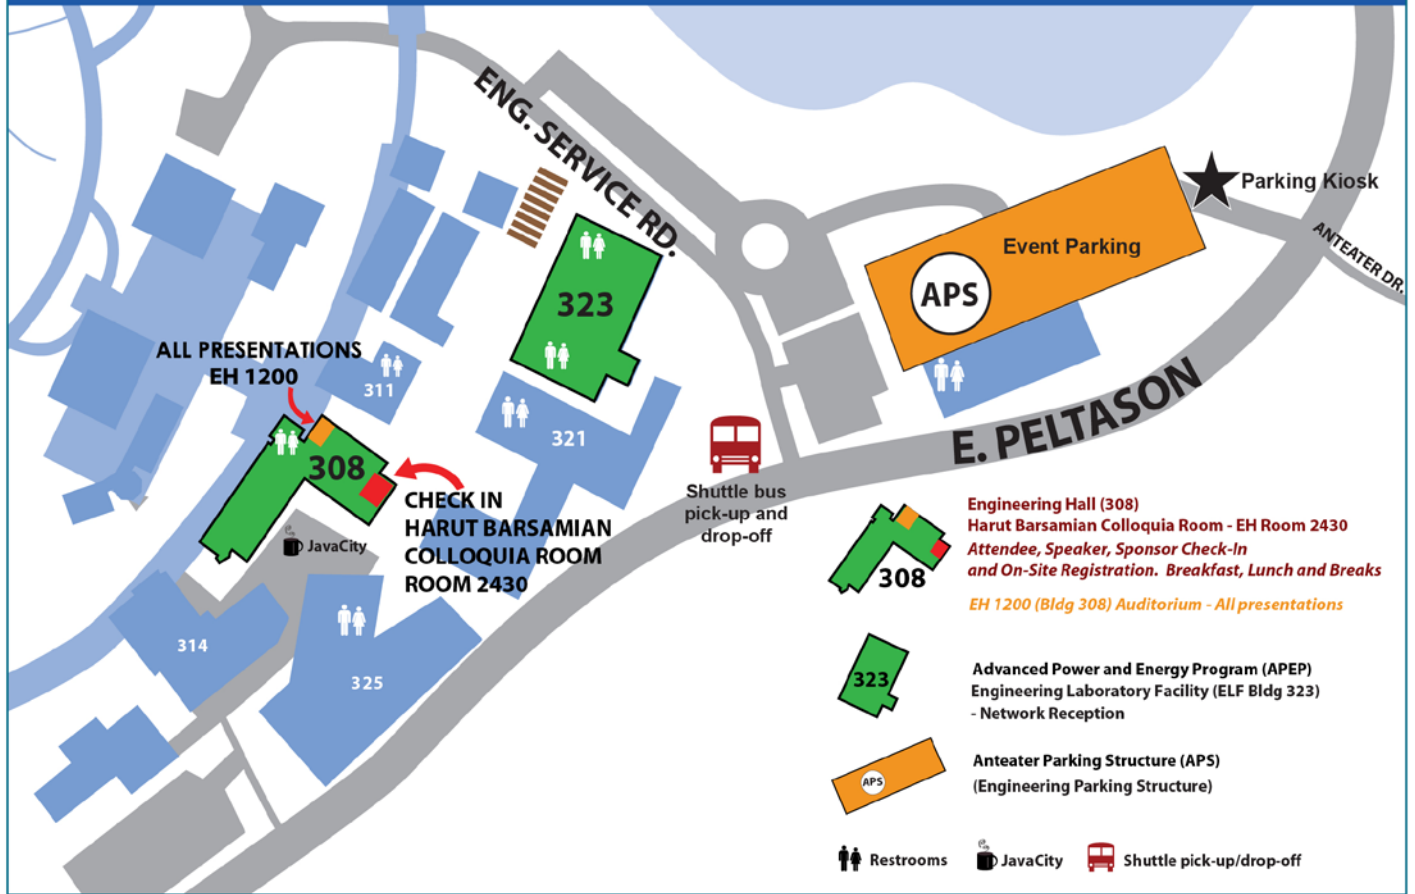 ENG. SERVICE RD.
Parking Kiosk
Event Parking
APS
ANTEATER DR.
323
ALL PRESENTATIONS
EH 1200
311
321
308
E. PELTASON
CHECK IN
HARUT BARSAMIAN
COLLOQUIA ROOM
ROOM 2430
Shuttle bus
pick-up and
drop-off
JavaCity
314
325
Engineering Hall (308)
Harut Barsamian Colloquia Room - EH Room 2430
Attendee, Speaker, Sponsor Check-In
and On-Site Registration. Breakfast, Lunch and Breaks
308
EH 1200 (Bldg 308) Auditorium - All presentations
323
Advanced Power and Energy Program (APEP)
Engineering Laboratory Facility (ELF Bldg 323)
- Network Reception
APS
Anteater Parking Structure (APS)
(Engineering Parking Structure)
Restrooms
JavaCity
Shuttle pick-up/drop-off